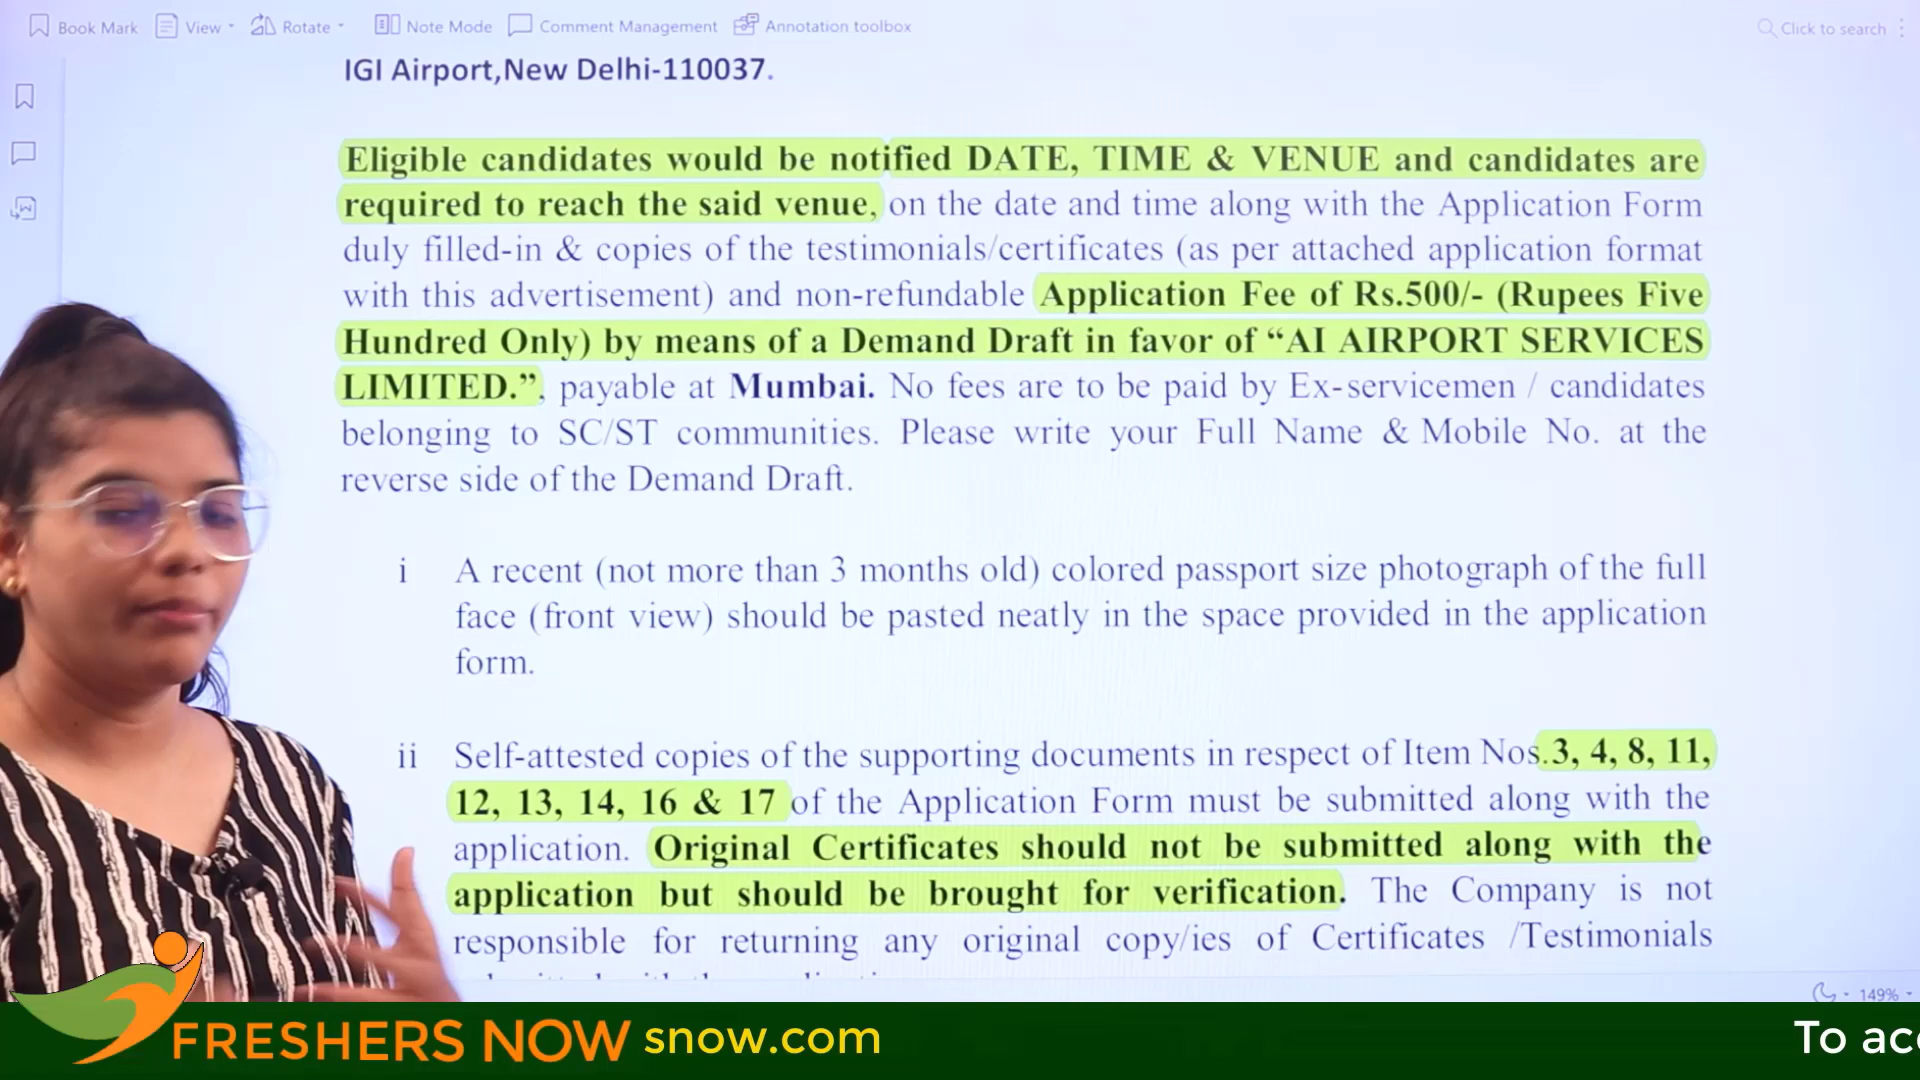 Book Mark View Rotate Note Mode Comment Management Annotation toolbox Click to search
IGI Airport,New Delhi-110037.
Eligible candidates would be notified DATE, TIME & VENUE and candidates are
required to reach the said venue, on the date and time along with the Application Form
duly filled-in & copies of the testimonials/certificates (as per attached application format
with this advertisement) and non-refundable Application Fee of Rs.500/- (Rupees Five
Hundred Only) by means of a Demand Draft in favor of “AI AIRPORT SERVICES
LIMITED.”, payable at Mumbai. No fees are to be paid by Ex-servicemen / candidates
belonging to SC/ST communities. Please write your Full Name & Mobile No. at the
reverse side of the Demand Draft.
i A recent (not more than 3 months old) colored passport size photograph of the full
face (front view) should be pasted neatly in the space provided in the application
form.
ii Self-attested copies of the supporting documents in respect of Item Nos.3, 4, 8, 11,
12, 13, 14, 16 & 17 of the Application Form must be submitted along with the
application. Original Certificates should not be submitted along with the
application but should be brought for verification. The Company is not
responsible for returning any original copy/ies of Certificates /Testimonials
149%
FRESHERS NOW snow.com To acc